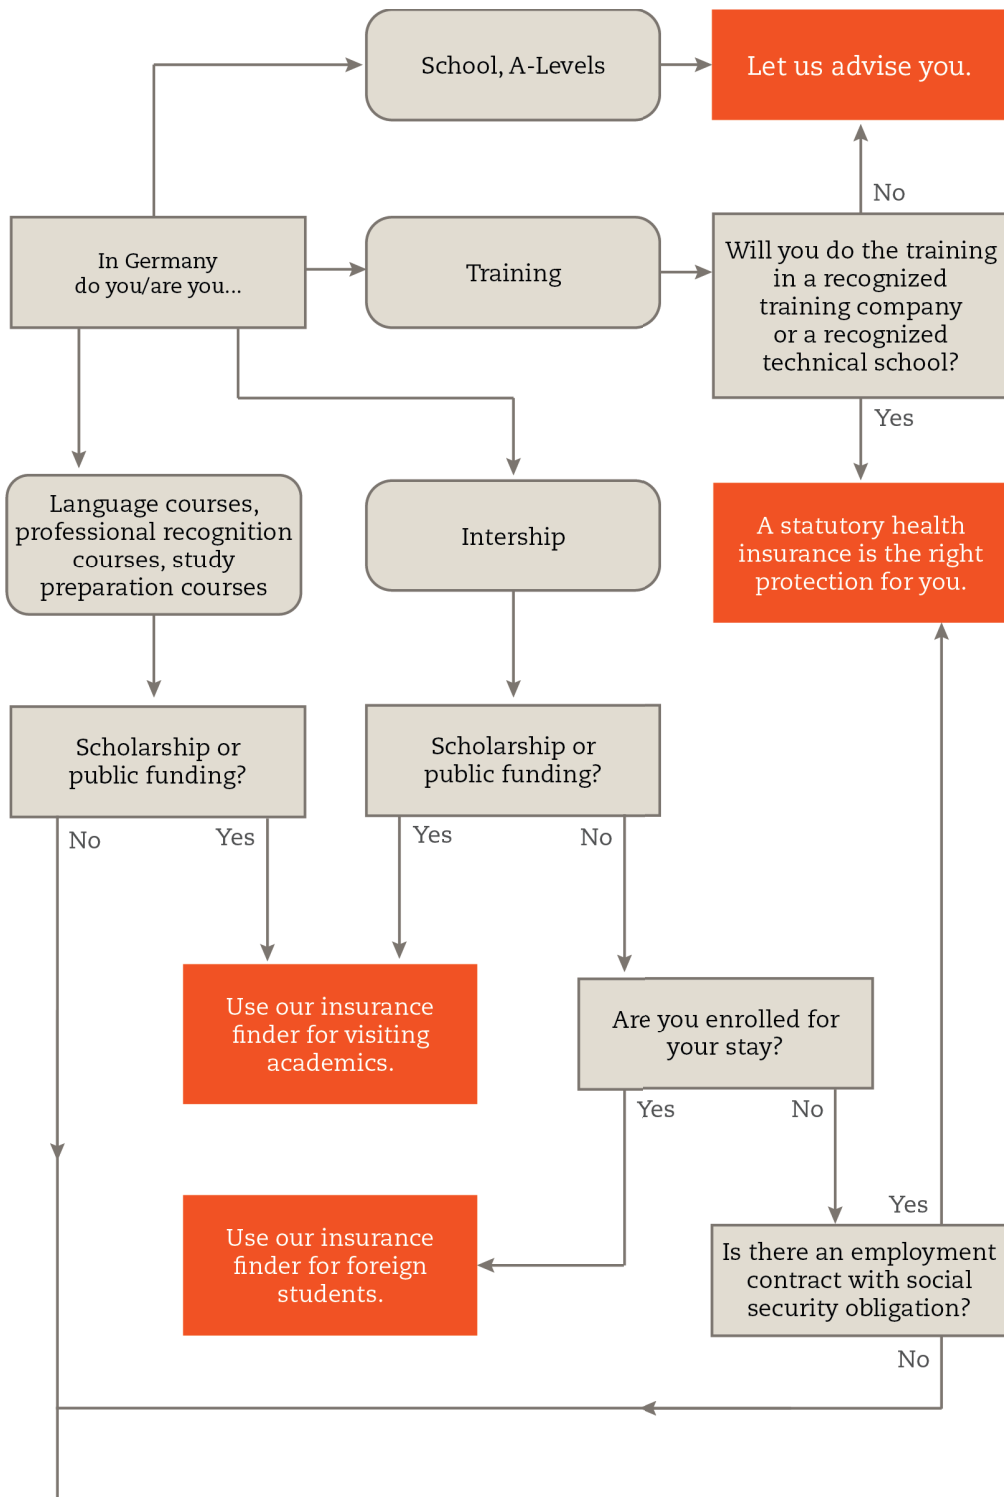 School, A-Levels
Let us advise you.
No
In Germany
do you/are you...
Training
Will you do the training
in a recognized
training company
or a recognized
technical school?
Yes
Language courses,
professional recognition
courses, study
preparation courses
Intership
A statutory health
insurance is the right
protection for you.
Scholarship or
public funding?
Scholarship or
public funding?
No
Yes
Yes
No
Use our insurance
finder for visiting
academics.
Are you enrolled for
your stay?
Yes
No
Use our insurance
finder for foreign
students.
Yes
Is there an employment
contract with social
security obligation?
No